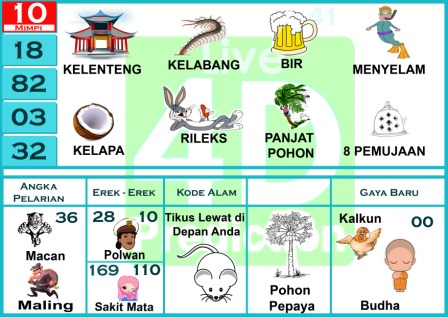 10
MIMPI
18
82
03
32
41
KELENTENG
KELABANG
BIR
MENYELAM
KELAPA
RILEKS
PANJAT
POHON
8 PEMUJAAN
Live
4D
Prediction
ANGKA
PELARIAN
EREK - EREK
KODE ALAM
GAYA BARU
36
Macan
Maling
28 10
Polwan
169 110
Sakit Mata
Tikus Lewat di
Depan Anda
Pohon
Pepaya
Kalkun
00
Budha